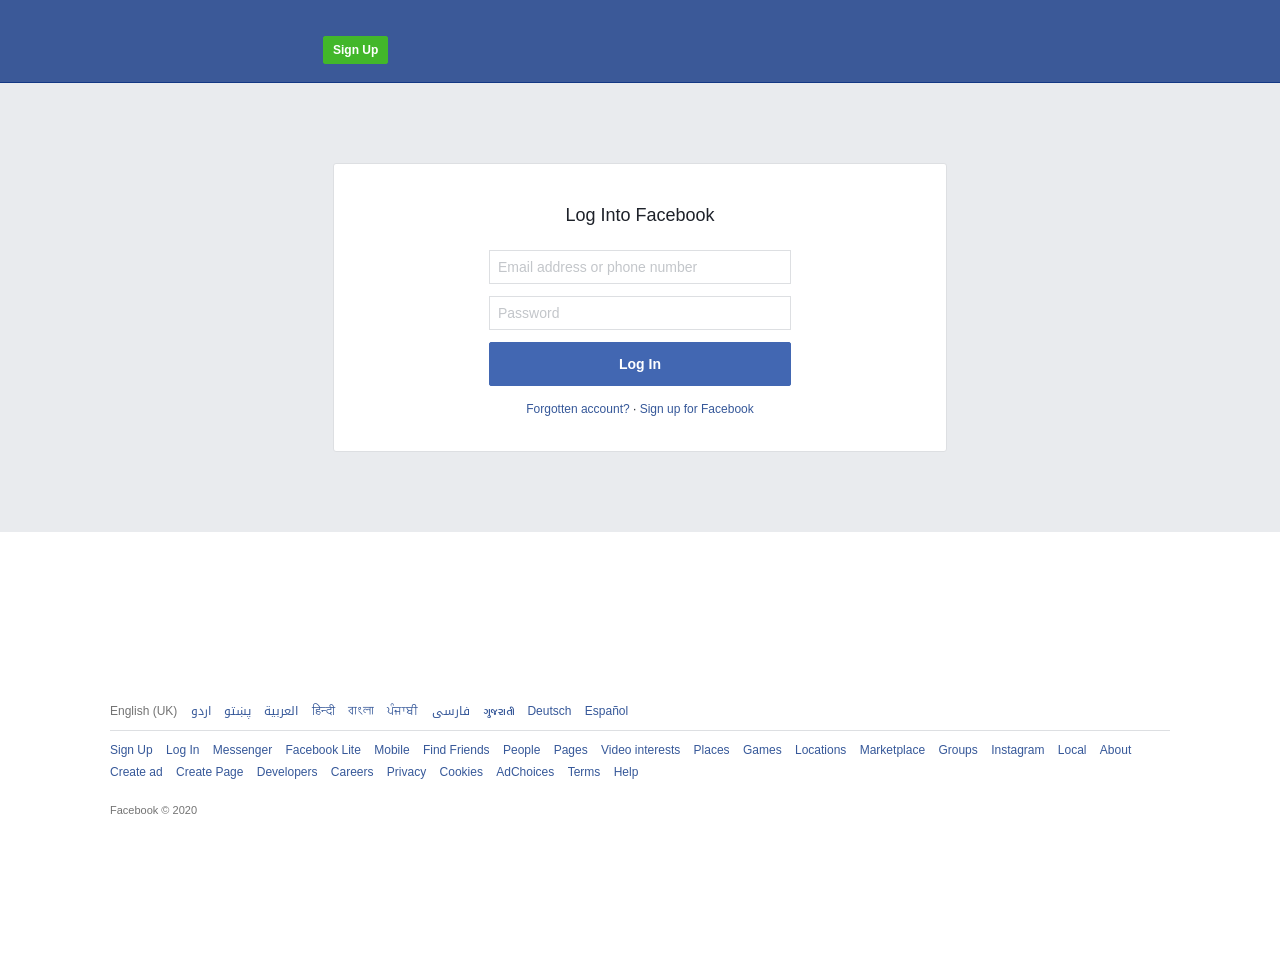 Sign Up
Log Into Facebook
Email address or phone number
Password
Log In
Forgotten account? · Sign up for Facebook
English (UK) اردو پښتو العربية हिन्दी বাংলা ਪੰਜਾਬੀ فارسی ગુજરાતી Deutsch Español
Sign Up Log In Messenger Facebook Lite Mobile Find Friends People Pages Video interests Places Games Locations Marketplace Groups Instagram Local About
Create ad Create Page Developers Careers Privacy Cookies AdChoices Terms Help
Facebook © 2020